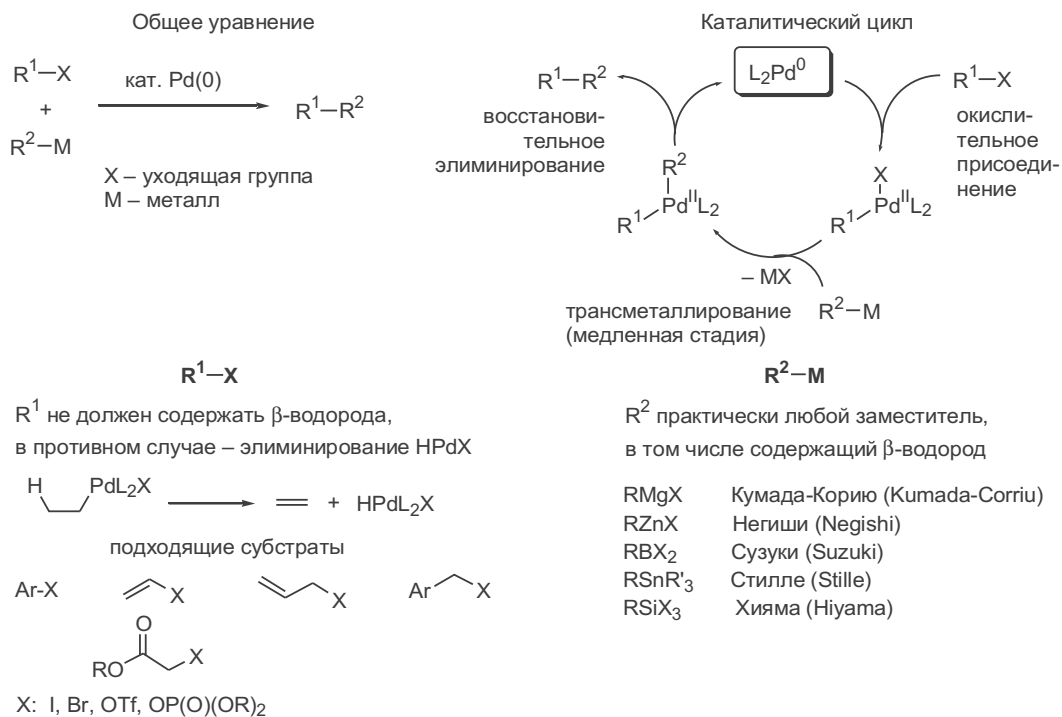 Общее уравнение
R¹—X
+
R²—M
кат. Pd(0)
R¹—R²
X – уходящая группа
M – металл
Каталитический цикл
R¹—R²
L₂Pd⁰
R¹—X
восстанови-
тельное
элиминирование
окисли-
тельное
присоеди-
нение
R²
R¹ PdᴵᴵL₂
X
R¹ PdᴵᴵL₂
– MX
трансметаллирование
(медленная стадия)
R²—M
R¹—X
R¹ не должен содержать β-водорода,
в противном случае – элиминирование HPdX
H PdL₂X + HPdL₂X
подходящие субстраты
Ar-X X X Ar X
O
RO X
X: I, Br, OTf, OP(O)(OR)₂
R²—M
R² практически любой заместитель,
в том числе содержащий β-водород
RMgX Кумада-Корию (Kumada-Corriu)
RZnX Негиши (Negishi)
RBX₂ Сузуки (Suzuki)
RSnR'₃ Стилле (Stille)
RSiX₃ Хияма (Hiyama)